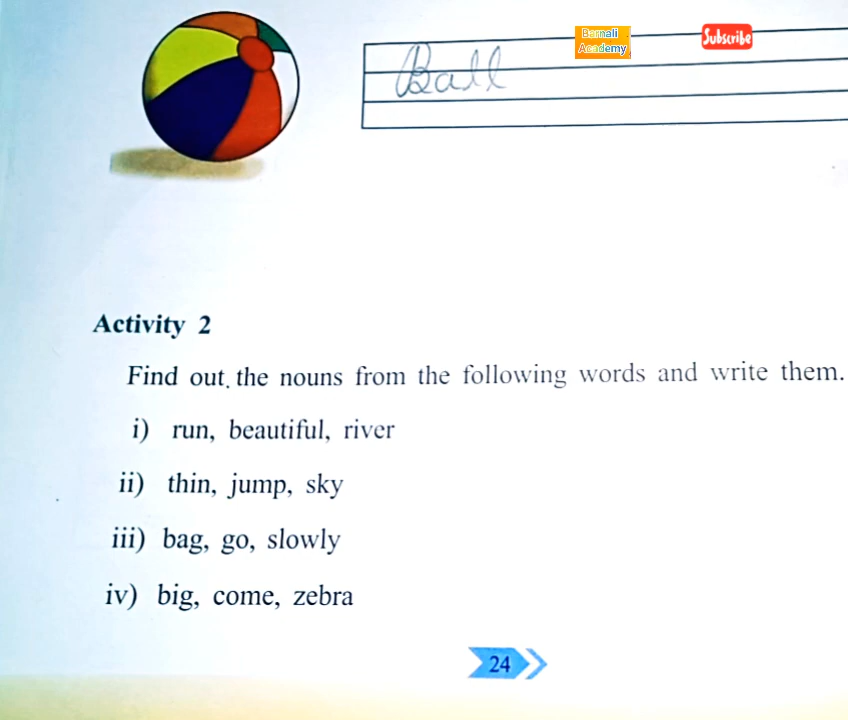 Barnali
Academy
Subscribe
Ball
Activity 2
Find out the nouns from the following words and write them.
i) run, beautiful, river
ii) thin, jump, sky
iii) bag, go, slowly
iv) big, come, zebra
24